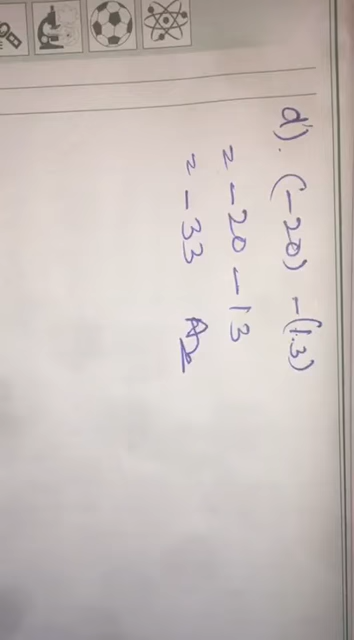 d). (-20) -(13)
= -20 - 13
= -33 Ans